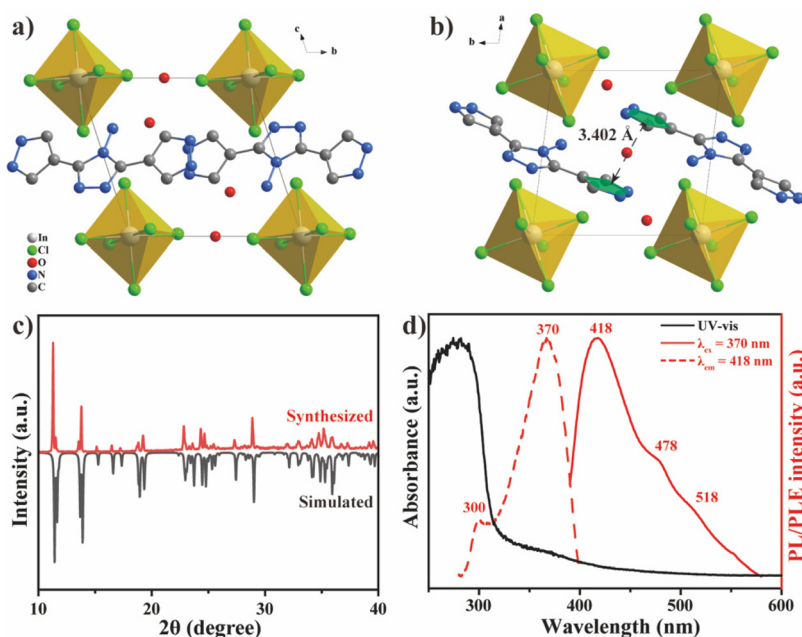 a)
c
b
In
Cl
O
N
C
b)
a
b
3.402 Å
c)
Intensity (a.u.)
Synthesized
Simulated
10 20 30 40
2θ (degree)
d)
Absorbance (a.u.)
370
418
300
478
518
UV-vis
λex = 370 nm
λem = 418 nm
PL/PLE intensity (a.u.)
300 400 500 600
Wavelength (nm)